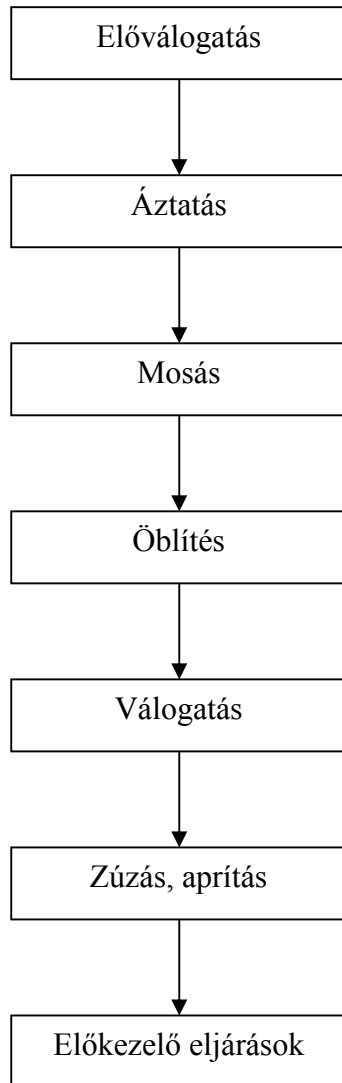 Előválogatás
Áztatás
Mosás
Öblítés
Válogatás
Zúzás, aprítás
Előkezelő eljárások